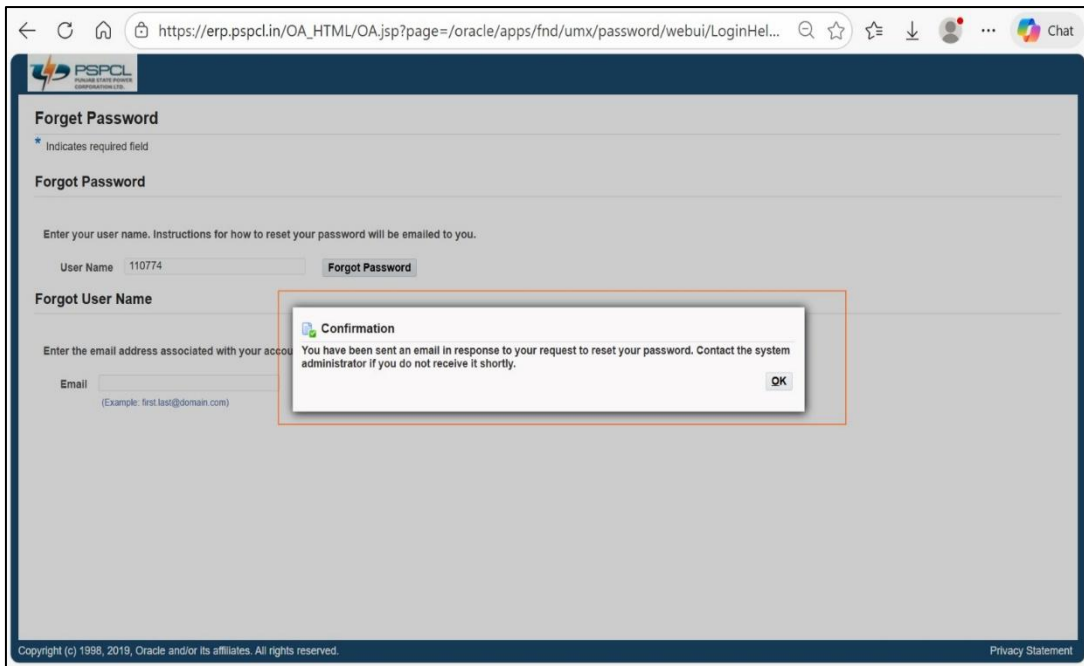 https://erp.pspcl.in/OA_HTML/OA.jsp?page=/oracle/apps/fnd/umx/password/webui/LoginHel...
Chat
PSPCL
PUNJAB STATE POWER
CORPORATION LTD.
Forget Password
* Indicates required field
Forgot Password
Enter your user name. Instructions for how to reset your password will be emailed to you.
User Name 110774 Forgot Password
Forgot User Name
Confirmation
Enter the email address associated with your accou
You have been sent an email in response to your request to reset your password. Contact the system
administrator if you do not receive it shortly.
OK
Email
(Example: first.last@domain.com)
Copyright (c) 1998, 2019, Oracle and/or its affiliates. All rights reserved. Privacy Statement